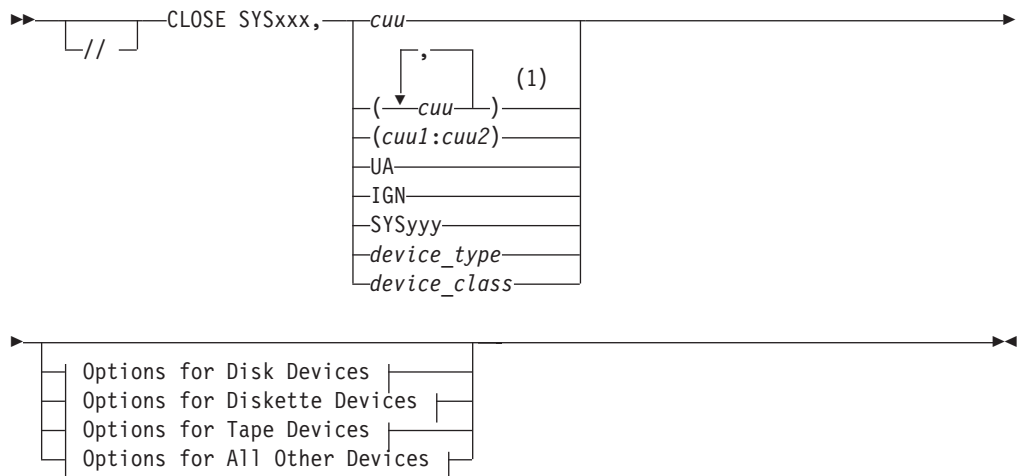 CLOSE SYSxxx, cuu
//
,
(1)
( cuu )
(cuu1:cuu2)
UA
IGN
SYSyyy
device_type
device_class
Options for Disk Devices
Options for Diskette Devices
Options for Tape Devices
Options for All Other Devices